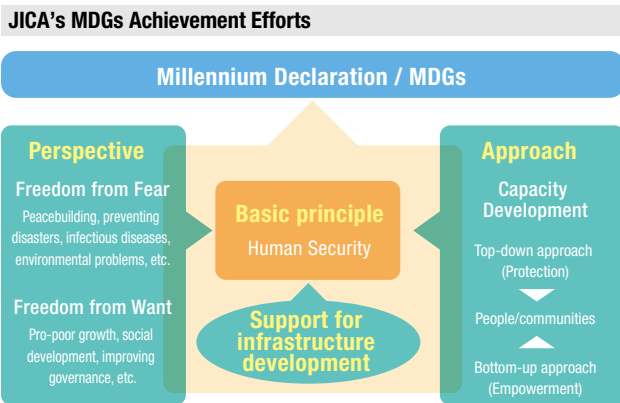 JICA's MDGs Achievement Efforts
Millennium Declaration / MDGs
Perspective
Freedom from Fear
Peacebuilding, preventing
disasters, infectious diseases,
environmental problems, etc.
Freedom from Want
Pro-poor growth, social
development, improving
governance, etc.
Basic principle
Human Security
Support for
infrastructure
development
Approach
Capacity
Development
Top-down approach
(Protection)
People/communities
Bottom-up approach
(Empowerment)